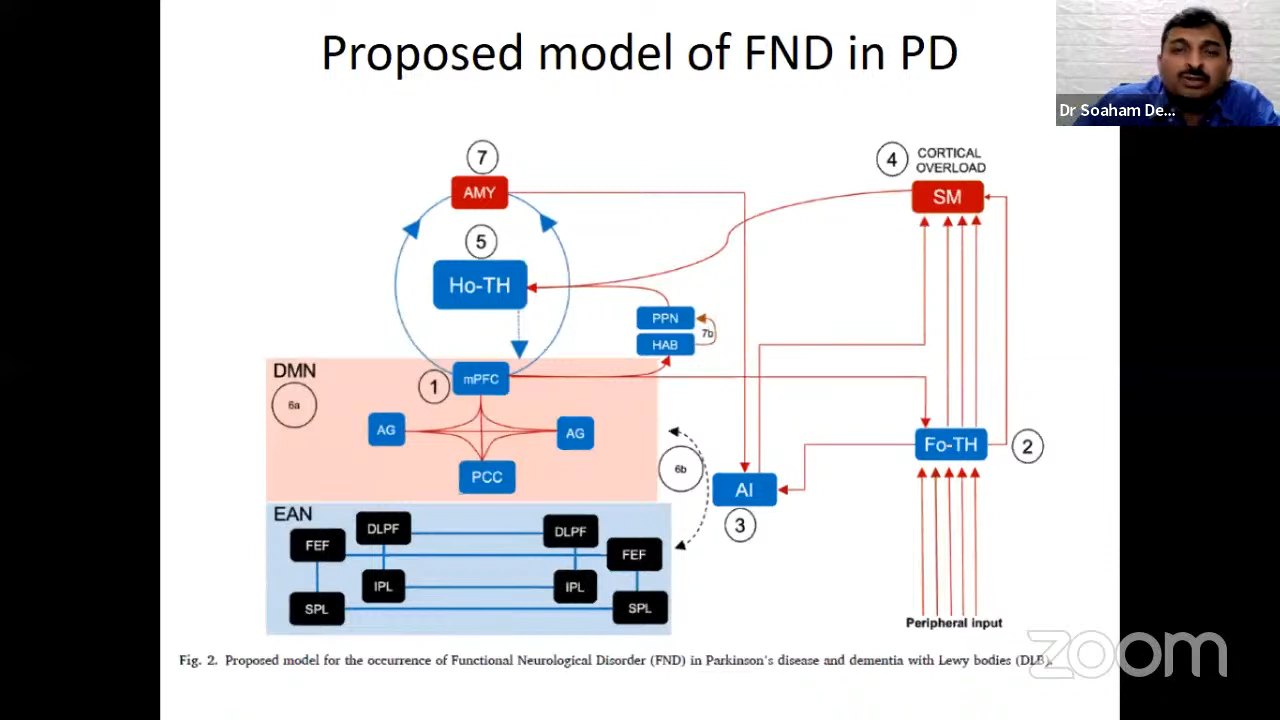 Proposed model of FND in PD
Dr Soaham De...
7
AMY
5
Ho-TH
4
CORTICAL
OVERLOAD
SM
PPN
HAB
7b
DMN
6a
1
mPFC
AG
AG
PCC
6b
Fo-TH
2
AI
3
EAN
FEF
DLPF
DLPF
FEF
SPL
IPL
IPL
SPL
Peripheral input
Fig. 2. Proposed model for the occurrence of Functional Neurological Disorder (FND) in Parkinson's disease and dementia with Lewy bodies (DLB).
zoom